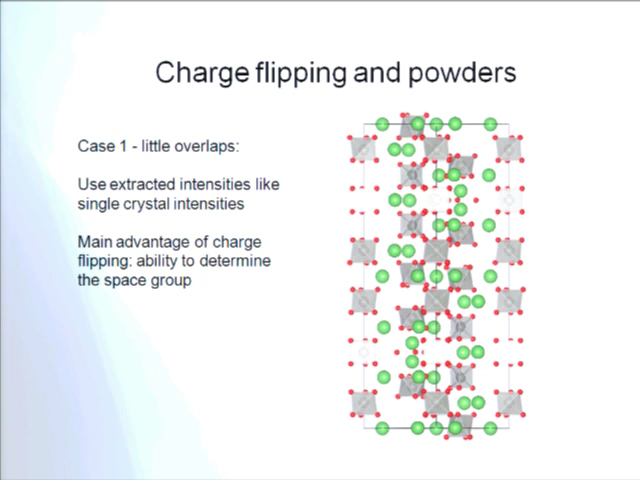 Charge flipping and powders
Case 1 - little overlaps:
Use extracted intensities like
single crystal intensities
Main advantage of charge
flipping: ability to determine
the space group